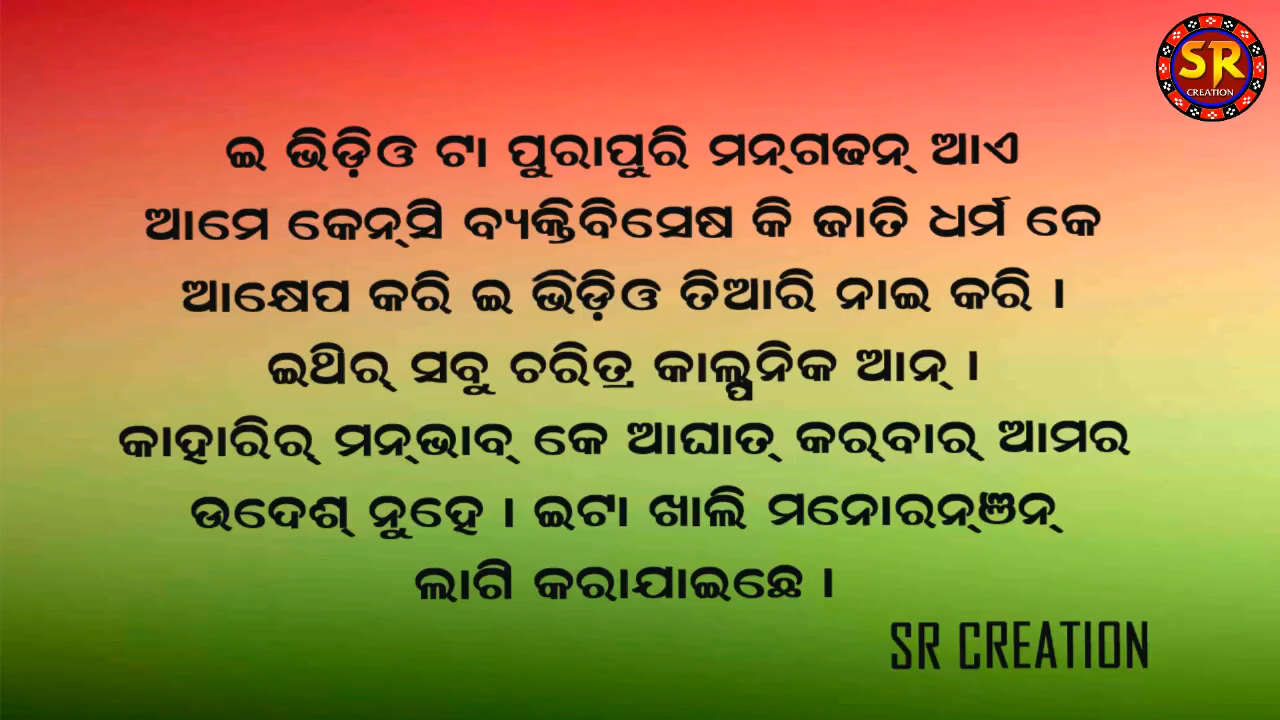 SR
CREATION
ଇ ଭିଡ଼ିଓ ଟା ପୁରାପୁରି ମନ୍‌ଗଢନ୍ ଆଏ
ଆମେ କେନ୍‌ସି ବ୍ୟକ୍ତିବିସେଷ କି ଜାତି ଧର୍ମ କେ
ଆକ୍ଷେପ କରି ଇ ଭିଡ଼ିଓ ତିଆରି ନାଇ କରି ।
ଇଥିର୍ ସବୁ ଚରିତ୍ର କାଲ୍ପନିକ ଆନ୍ ।
କାହାରିର୍ ମନ୍‌ଭାବ୍ କେ ଆଘାତ୍ କର୍‌ବାର୍ ଆମର
ଉଦେଶ୍ ନୁହେ । ଇଟା ଖାଲି ମନୋରନ୍‌ଞ୍ଜନ୍
ଲାଗି କରାଯାଇଛେ ।
SR CREATION